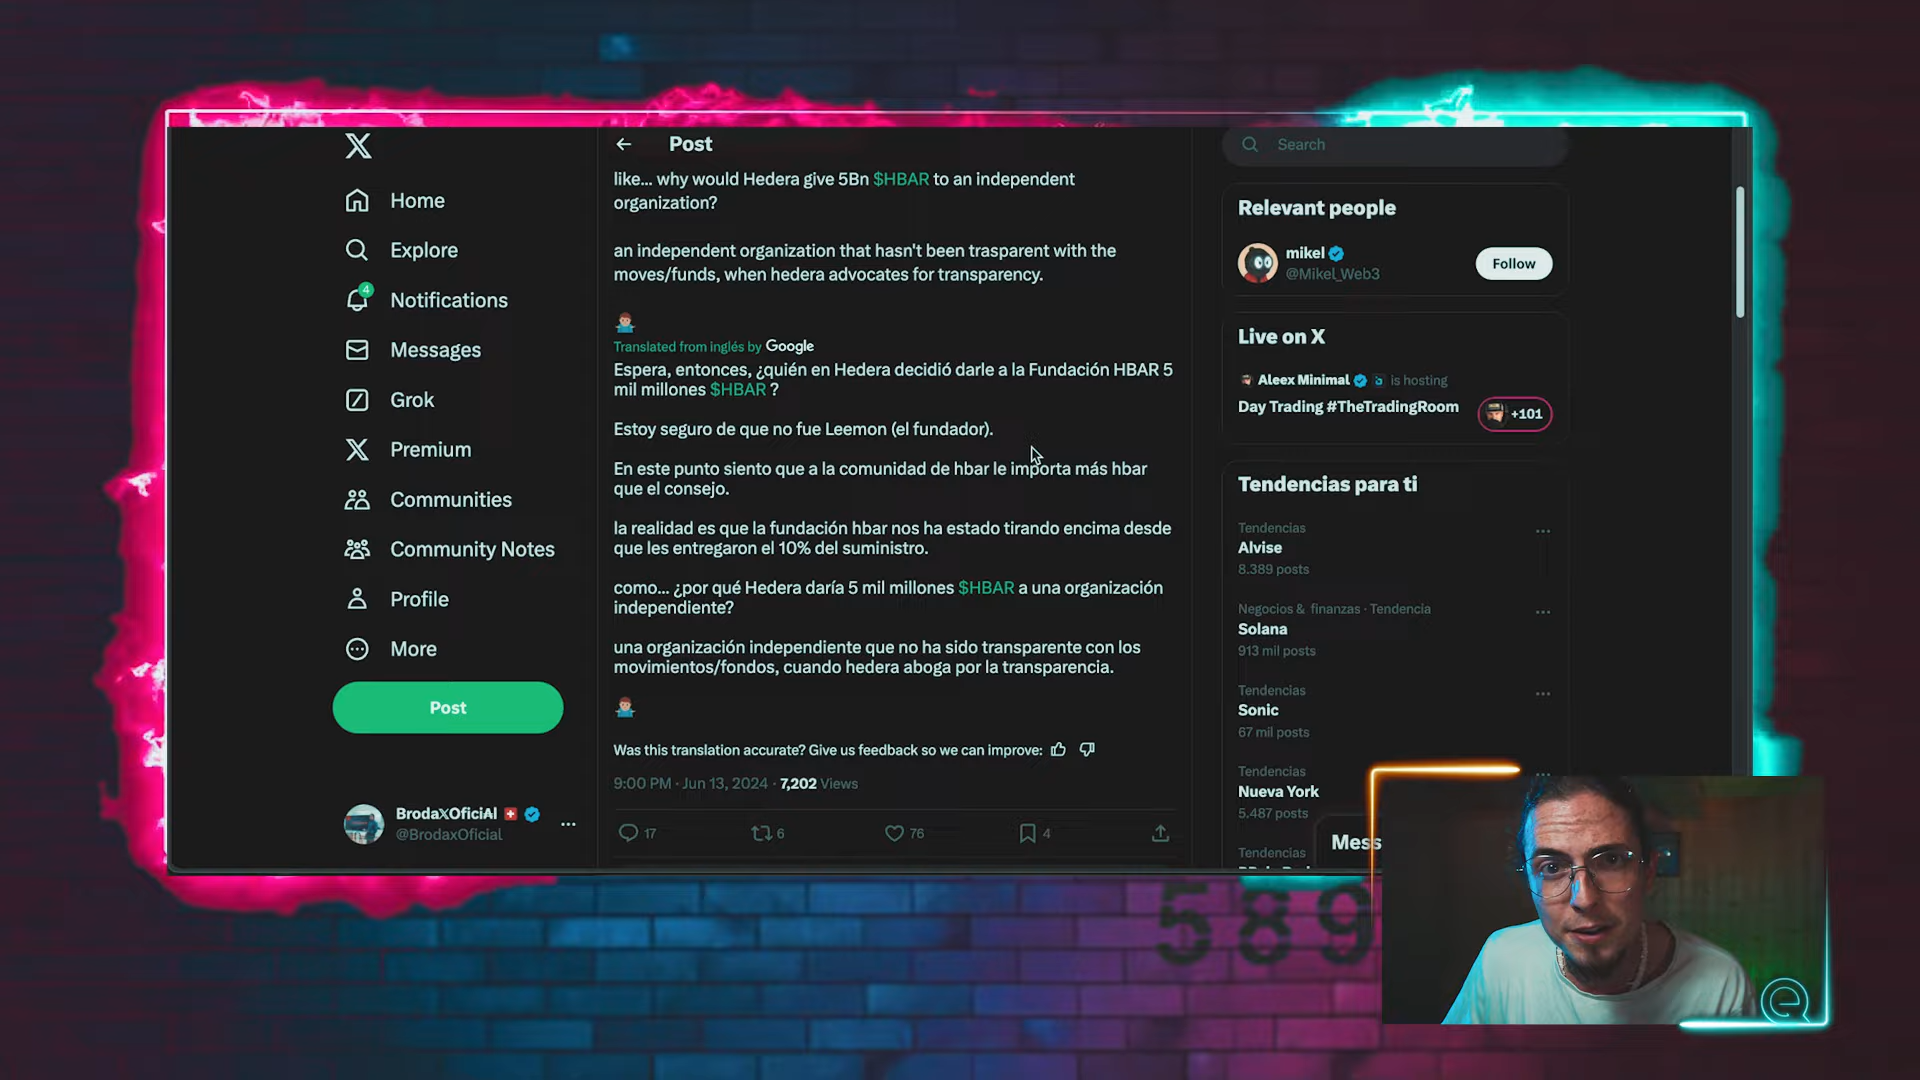 Home
Explore
4
Notifications
Messages
Grok
Premium
Communities
Community Notes
Profile
More
Post
BrodaXOficiAl
@BrodaxOficial
Post
like... why would Hedera give 5Bn $HBAR to an independent
organization?
an independent organization that hasn't been trasparent with the
moves/funds, when hedera advocates for transparency.
Translated from inglés by Google
Espera, entonces, ¿quién en Hedera decidió darle a la Fundación HBAR 5
mil millones $HBAR ?
Estoy seguro de que no fue Leemon (el fundador).
En este punto siento que a la comunidad de hbar le importa más hbar
que el consejo.
la realidad es que la fundación hbar nos ha estado tirando encima desde
que les entregaron el 10% del suministro.
como... ¿por qué Hedera daría 5 mil millones $HBAR a una organización
independiente?
una organización independiente que no ha sido transparente con los
movimientos/fondos, cuando hedera aboga por la transparencia.
Was this translation accurate? Give us feedback so we can improve:
9:00 PM · Jun 13, 2024 · 7,202 Views
17
6
76
4
Search
Relevant people
mikel
@Mikel_Web3
Follow
Live on X
Aleex Minimal is hosting
Day Trading #TheTradingRoom
+101
Tendencias para ti
Tendencias
Alvise
8.389 posts
Negocios & finanzas · Tendencia
Solana
913 mil posts
Tendencias
Sonic
67 mil posts
Tendencias
Nueva York
5.487 posts
Tendencias
Mess
589